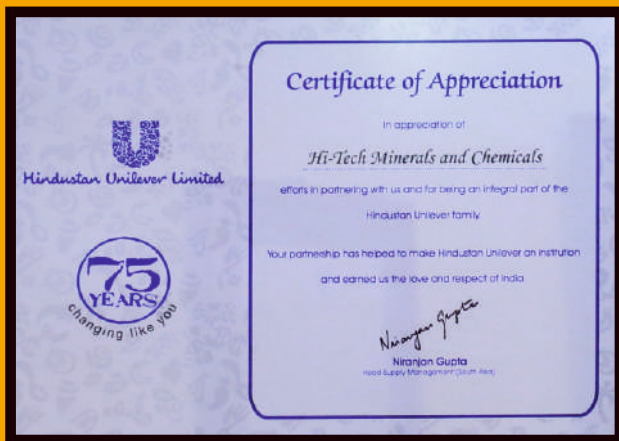 Hindustan Unilever Limited
75
YEARS
changing like you
Certificate of Appreciation
In appreciation of
Hi-Tech Minerals and Chemicals
efforts in partnering with us and for being an integral part of the
Hindustan Unilever family.
Your partnership has helped to make Hindustan Unilever an institution
and earned us the love and respect of India
Niranjan Gupta
Niranjan Gupta
Head Supply Management (South Asia)